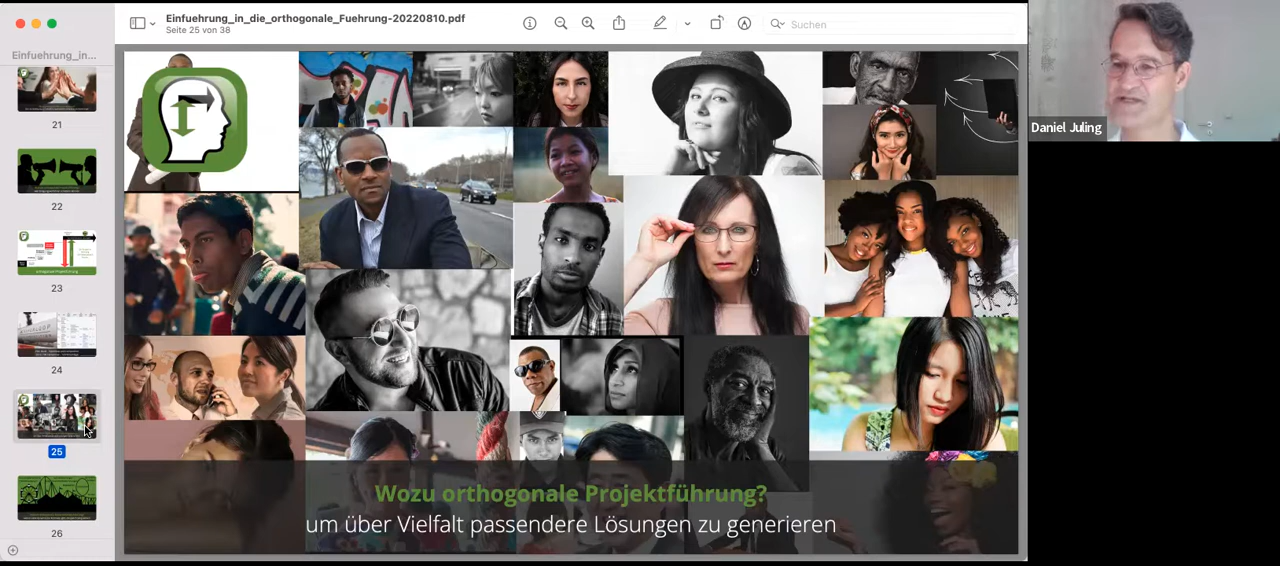 Einfuehrung_in_die_orthogonale_Fuehrung-20220810.pdf
Seite 25 von 38
Suchen
Einfuehrung_in...
21
22
23
24
25
26
Daniel Juling
Wozu orthogonale Projektführung?
um über Vielfalt passendere Lösungen zu generieren